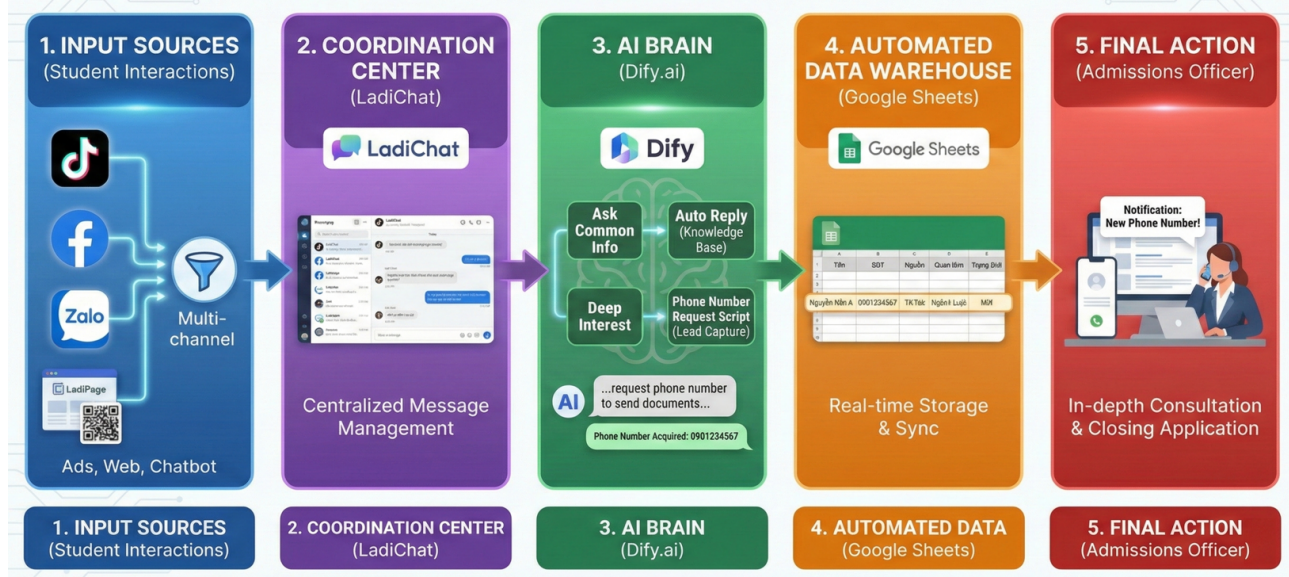 1. INPUT SOURCES
(Student Interactions)
LadiPage
Zalo
Multi-
channel
Ads, Web, Chatbot
2. COORDINATION
CENTER
(LadiChat)
LadiChat
LadiChat
Centralized Message
Management
3. AI BRAIN
(Dify.ai)
Dify
Ask
Common
Info
Auto Reply
(Knowledge
Base)
Deep
Interest
Phone Number
Request Script
(Lead Capture)
AI
...request phone number
to send documents...
Phone Number Acquired: 0901234567
4. AUTOMATED
DATA WAREHOUSE
(Google Sheets)
Google Sheets
A B C D E
Tên SĐT Nguồn
Nguyễn Nên A 0901234567
Real-time Storage
& Sync
5. FINAL ACTION
(Admissions Officer)
Notification:
New Phone Number!
In-depth Consultation
& Closing Application
1. INPUT SOURCES
(Student Interactions)
2. COORDINATION CENTER
(LadiChat)
3. AI BRAIN
(Dify.ai)
4. AUTOMATED DATA
(Google Sheets)
5. FINAL ACTION
(Admissions Officer)